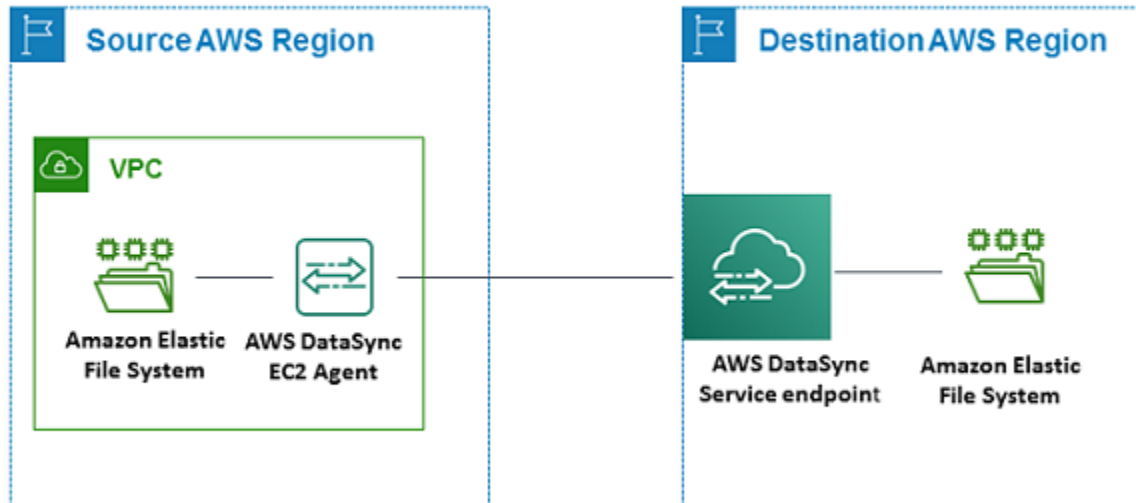 Source AWS Region
Destination AWS Region
VPC
Amazon Elastic
File System
AWS DataSync
EC2 Agent
AWS DataSync
Service endpoint
Amazon Elastic
File System